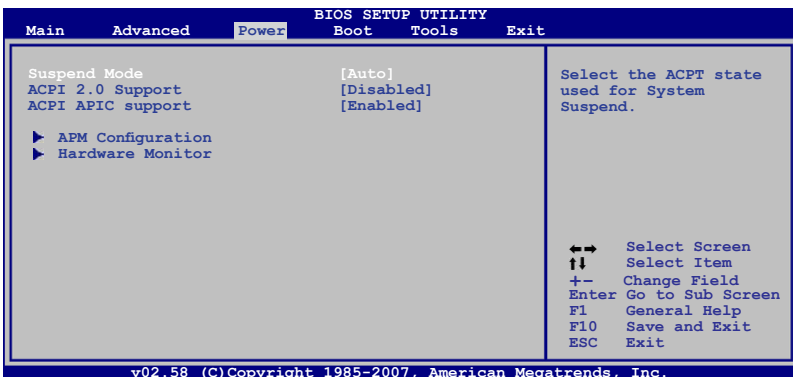 BIOS SETUP UTILITY
Main Advanced Power Boot Tools Exit
Suspend Mode [Auto]
ACPI 2.0 Support [Disabled]
ACPI APIC support [Enabled]
APM Configuration
Hardware Monitor
Select the ACPT state
used for System
Suspend.
←→ Select Screen
↑↓ Select Item
+- Change Field
Enter Go to Sub Screen
F1 General Help
F10 Save and Exit
ESC Exit
v02.58 (C)Copyright 1985-2007, American Megatrends, Inc.